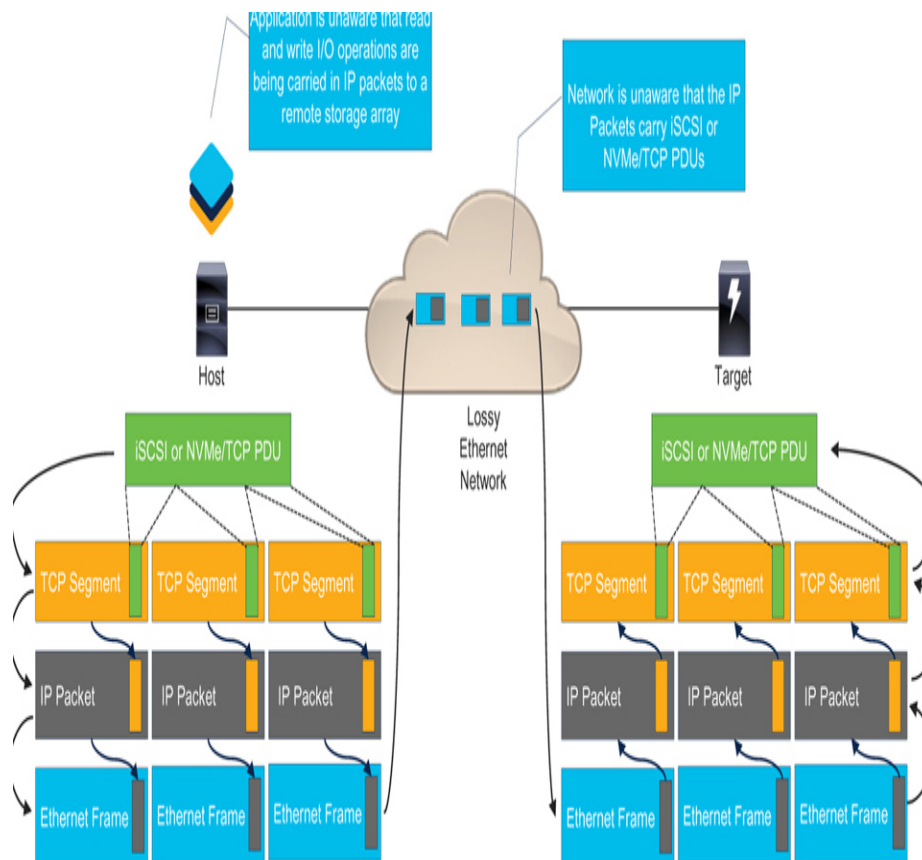 Application is unaware that read
and write I/O operations are
being carried in IP packets to a
remote storage array
Network is unaware that the IP
Packets carry iSCSI or
NVMe/TCP PDUs
Host
Lossy
Ethernet
Network
Target
iSCSI or NVMe/TCP PDU
iSCSI or NVMe/TCP PDU
TCP Segment TCP Segment TCP Segment
TCP Segment TCP Segment TCP Segment
IP Packet IP Packet IP Packet
IP Packet IP Packet IP Packet
Ethernet Frame Ethernet Frame Ethernet Frame
Ethernet Frame Ethernet Frame Ethernet Frame